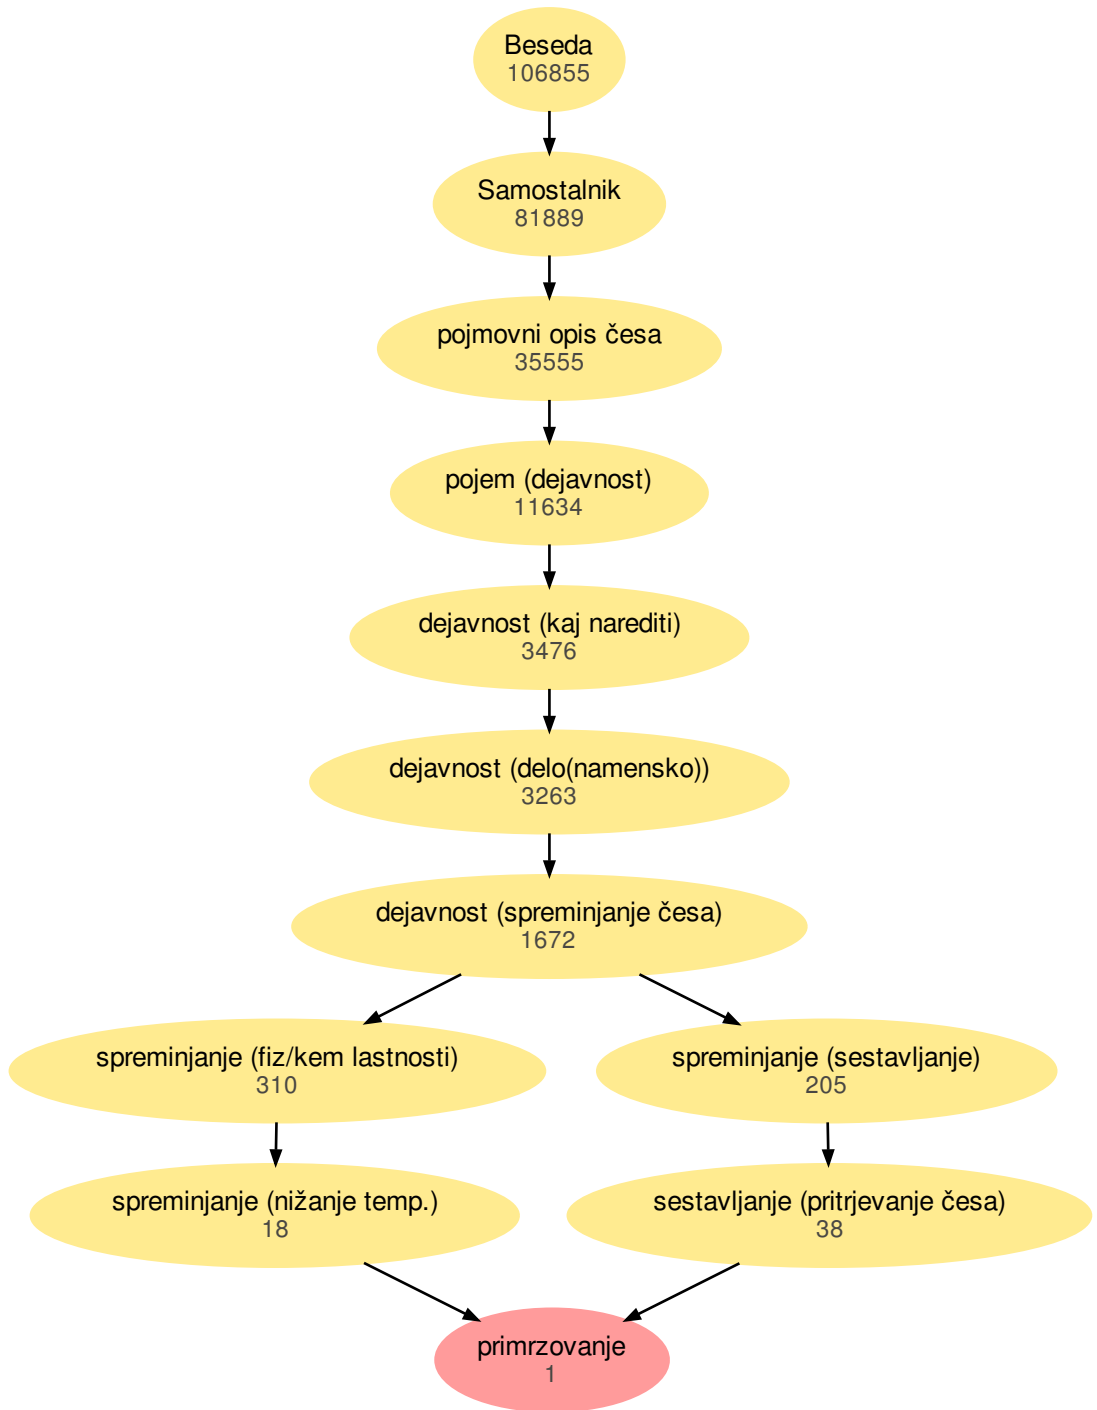 Beseda
106855
Samostalnik
81889
pojmovni opis česa
35555
pojem (dejavnost)
11634
dejavnost (kaj narediti)
3476
dejavnost (delo(namensko))
3263
dejavnost (spreminjanje česa)
1672
spreminjanje (fiz/kem lastnosti)
310
spreminjanje (sestavljanje)
205
spreminjanje (nižanje temp.)
18
sestavljanje (pritrjevanje česa)
38
primrzovanje
1